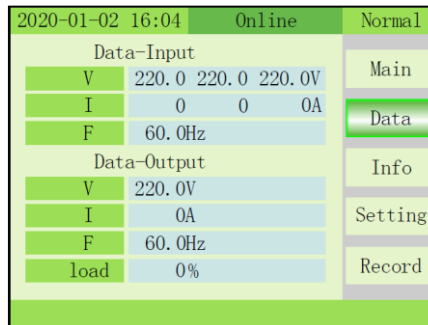 2020-01-02 16:04 Online Normal
Data-Input
V 220.0 220.0 220.0V
I 0 0 0A
F 60.0Hz
Data-Output
V 220.0V
I 0A
F 60.0Hz
load 0%
Main
Data
Info
Setting
Record